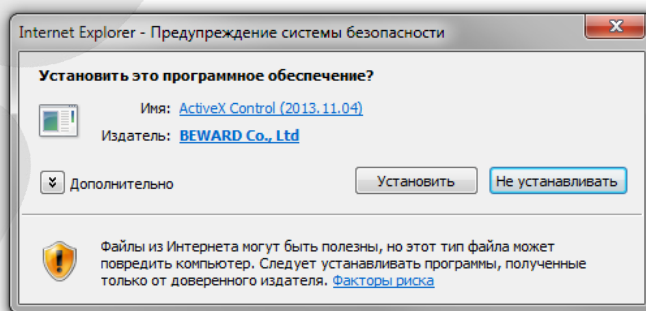 Internet Explorer - Предупреждение системы безопасности
Установить это программное обеспечение?
Имя: ActiveX Control (2013.11.04)
Издатель: BEWARD Co., Ltd
Дополнительно
Установить
Не устанавливать
Файлы из Интернета могут быть полезны, но этот тип файла может
повредить компьютер. Следует устанавливать программы, полученные
только от доверенного издателя. Факторы риска